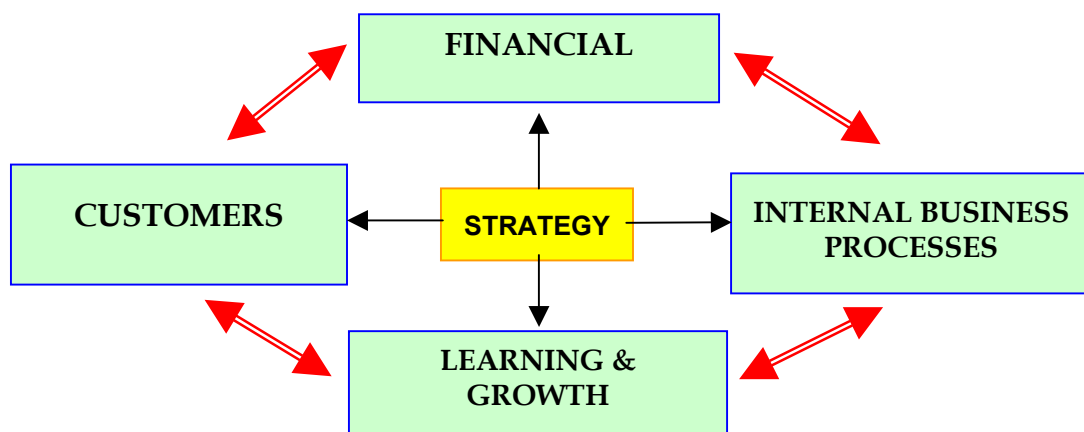 FINANCIAL
CUSTOMERS
STRATEGY
INTERNAL BUSINESS
PROCESSES
LEARNING &
GROWTH